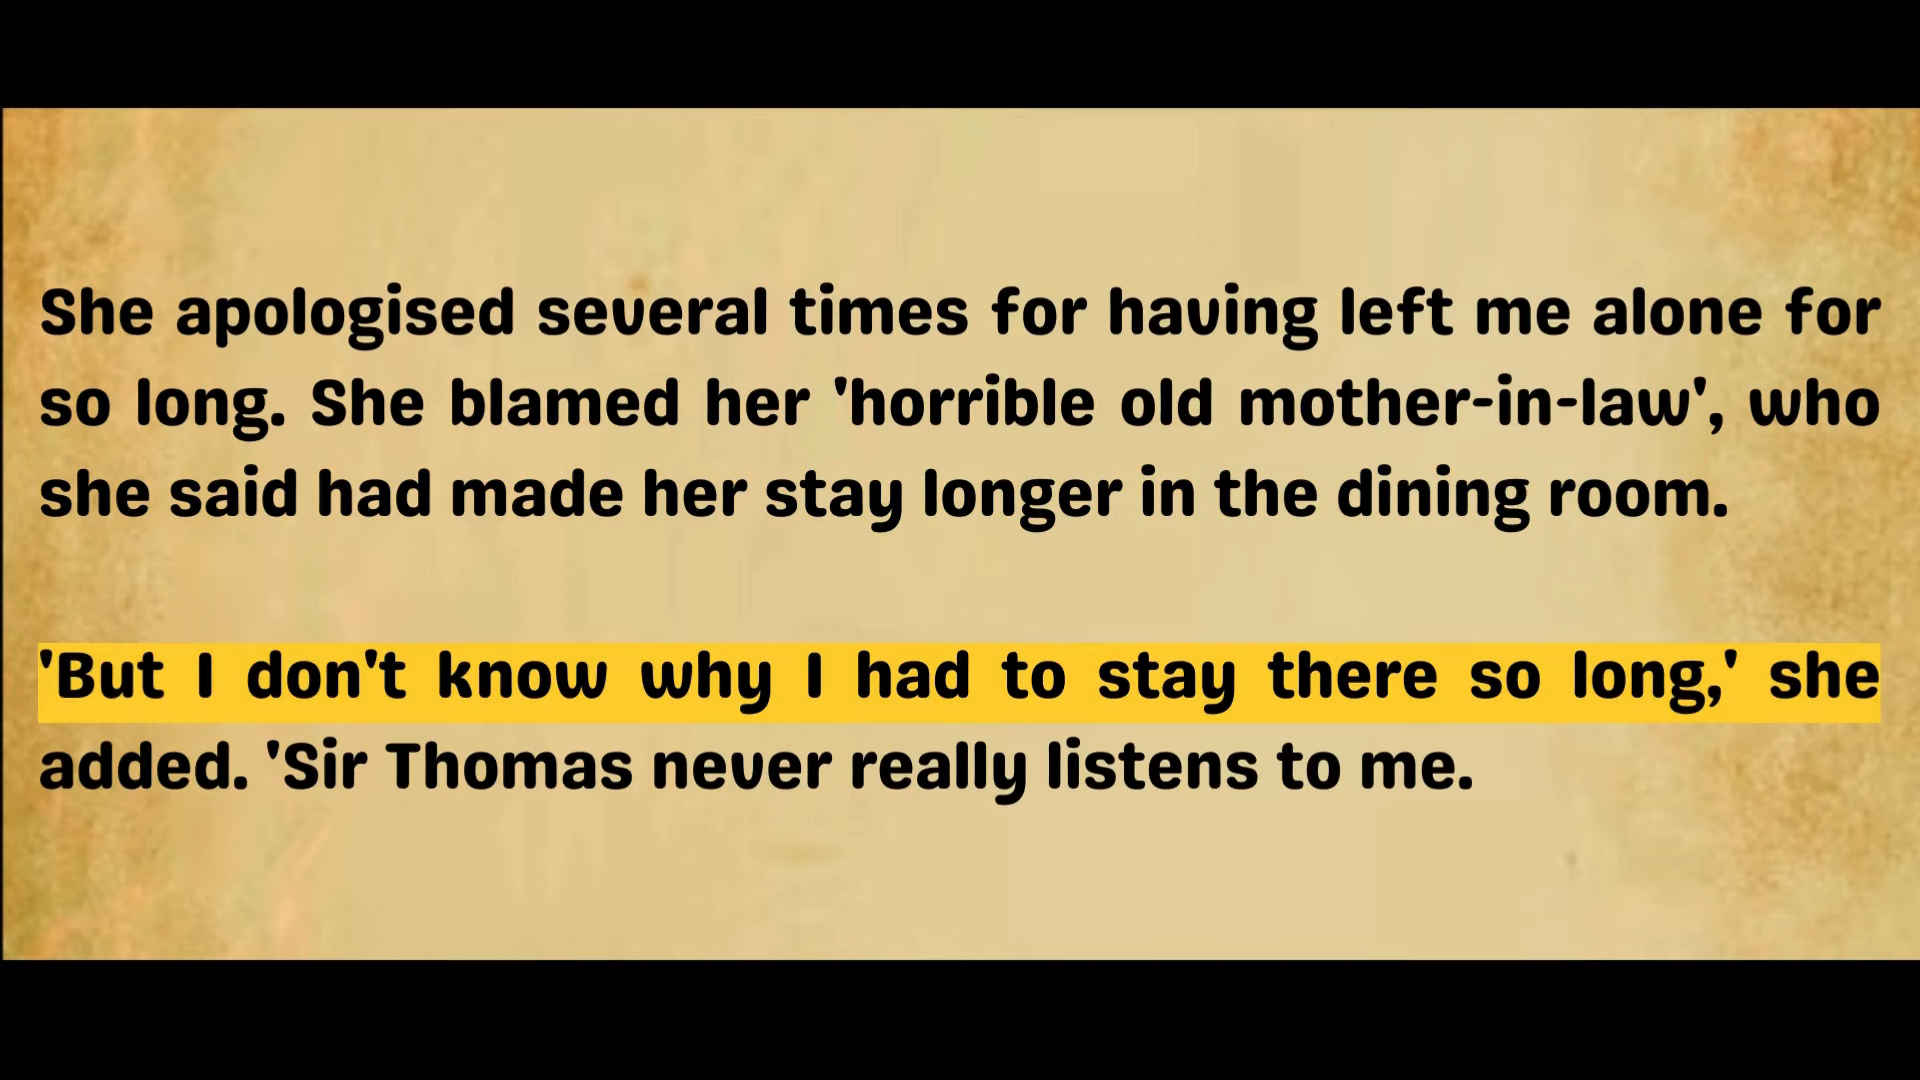 She apologised several times for having left me alone for
so long. She blamed her 'horrible old mother-in-law', who
she said had made her stay longer in the dining room.
'But I don't know why I had to stay there so long,' she
added. 'Sir Thomas never really listens to me.